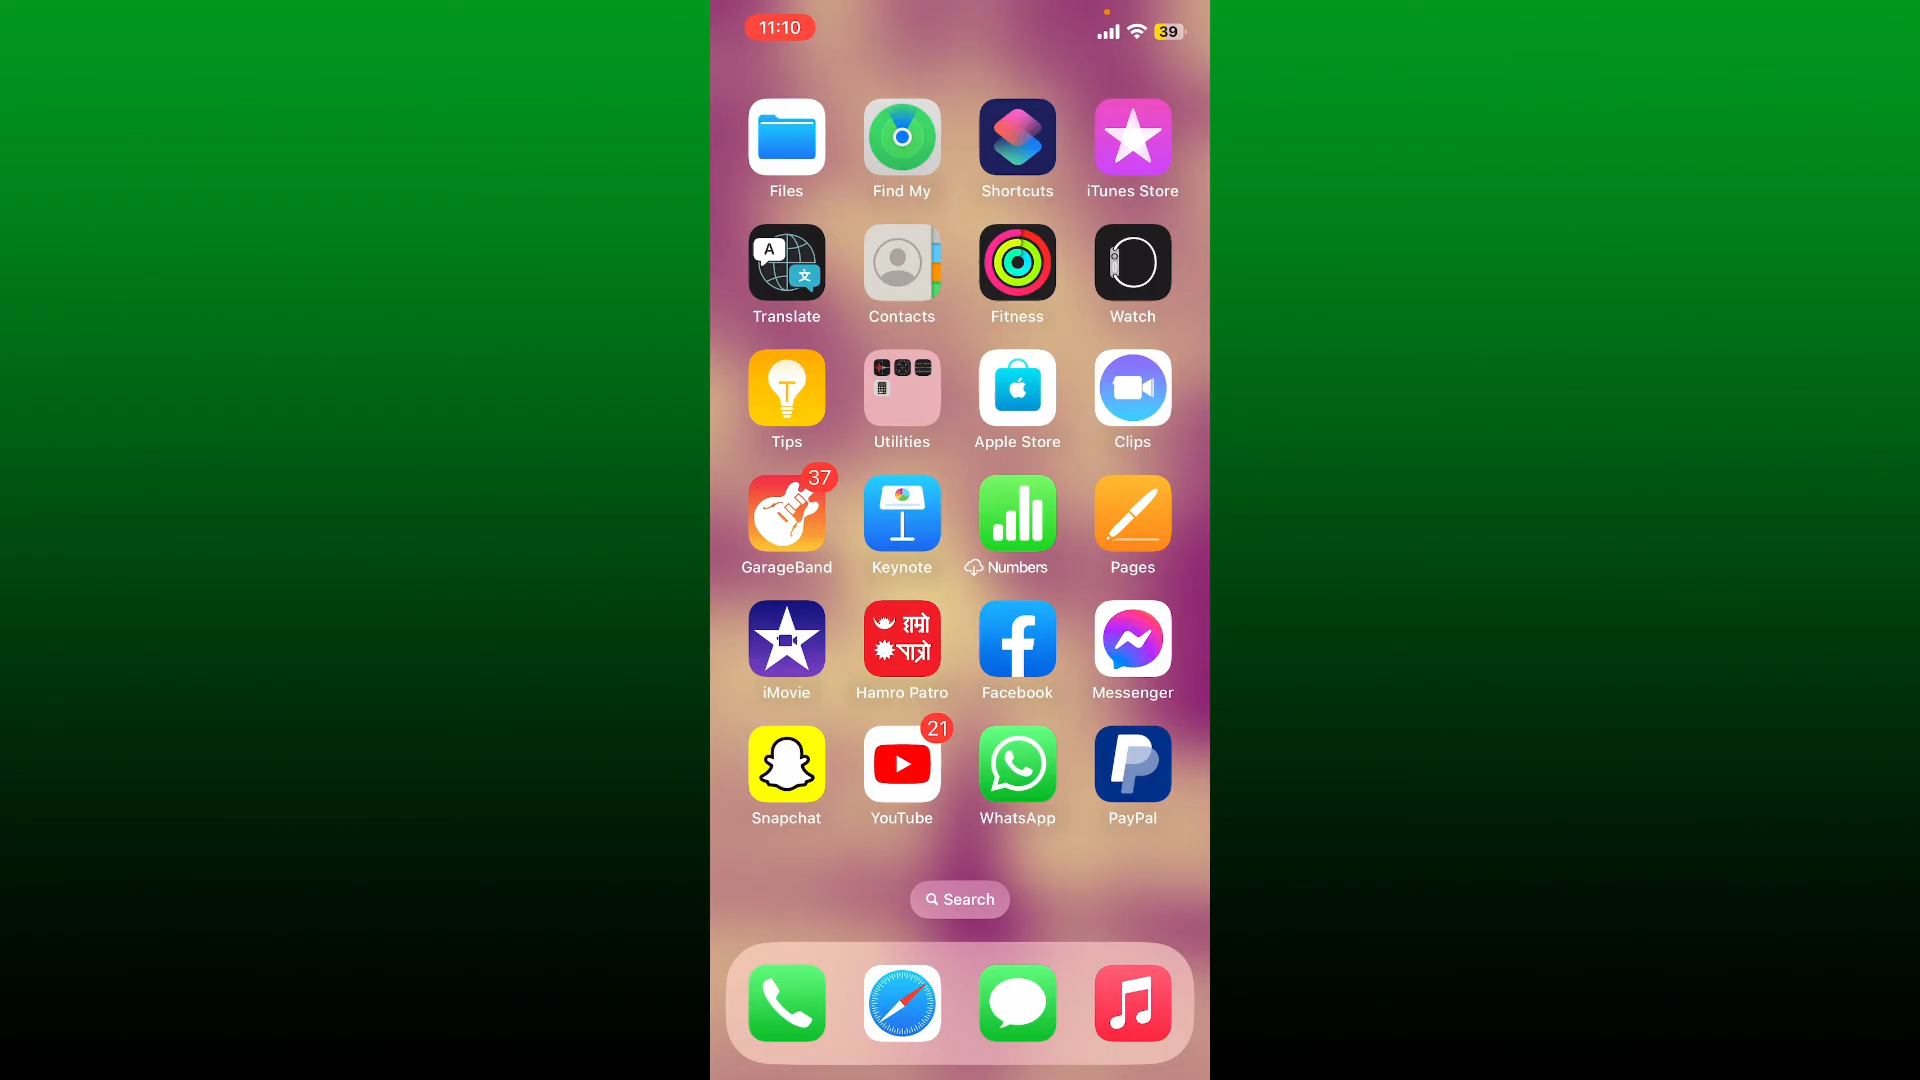 11:10
39
Files Find My Shortcuts iTunes Store
A
文
Translate Contacts Fitness Watch
Tips Utilities Apple Store Clips
37
GarageBand Keynote Numbers Pages
हाम्रो
पात्रो
iMovie Hamro Patro Facebook Messenger
21
Snapchat YouTube WhatsApp PayPal
Search